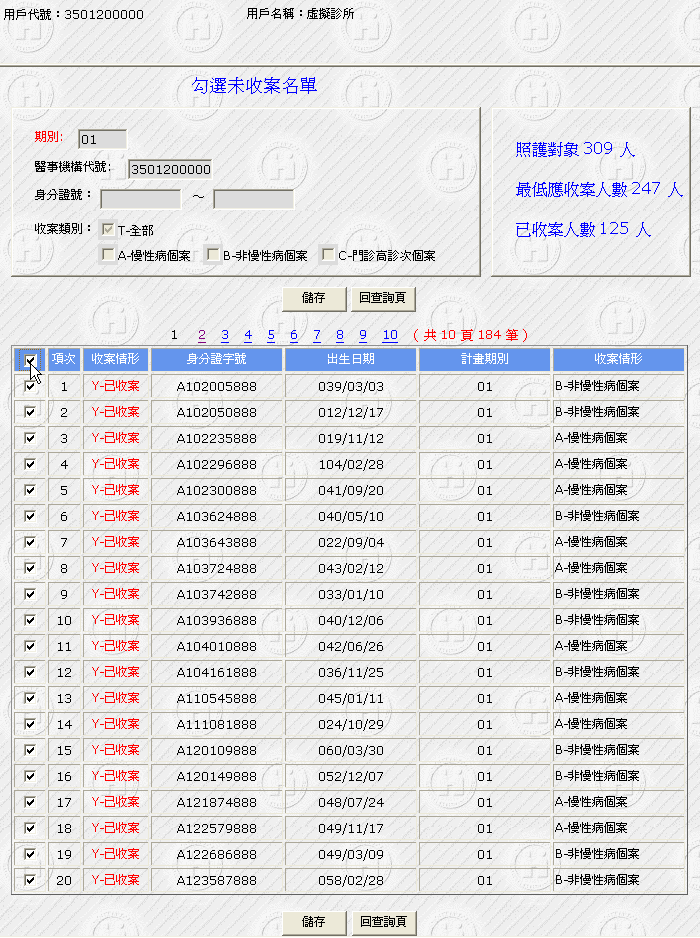 用戶代號：3501200000 用戶名稱：虛擬診所
勾選未收案名單
期別: 01
醫事機構代號: 3501200000
身分證號： ～
收案類別： T-全部
A-慢性病個案 B-非慢性病個案 C-門診高診次個案
照護對象 309 人
最低應收案人數 247 人
已收案人數 125 人
儲存 回查詢頁
1 2 3 4 5 6 7 8 9 10 （共 10 頁 184 筆）
項次 收案情形 身分證字號 出生日期 計畫期別 收案情形
1 Y-已收案 A102005888 039/03/03 01 B-非慢性病個案
2 Y-已收案 A102050888 012/12/17 01 B-非慢性病個案
3 Y-已收案 A102235888 019/11/12 01 A-慢性病個案
4 Y-已收案 A102296888 104/02/28 01 A-慢性病個案
5 Y-已收案 A102300888 041/09/20 01 A-慢性病個案
6 Y-已收案 A103624888 040/05/10 01 B-非慢性病個案
7 Y-已收案 A103643888 022/09/04 01 A-慢性病個案
8 Y-已收案 A103724888 043/02/12 01 A-慢性病個案
9 Y-已收案 A103742888 033/01/10 01 B-非慢性病個案
10 Y-已收案 A103936888 040/12/06 01 B-非慢性病個案
11 Y-已收案 A104010888 042/06/26 01 A-慢性病個案
12 Y-已收案 A104161888 036/11/25 01 B-非慢性病個案
13 Y-已收案 A110545888 045/01/11 01 A-慢性病個案
14 Y-已收案 A111081888 024/10/29 01 A-慢性病個案
15 Y-已收案 A120109888 060/03/30 01 B-非慢性病個案
16 Y-已收案 A120149888 052/12/07 01 B-非慢性病個案
17 Y-已收案 A121874888 048/07/24 01 A-慢性病個案
18 Y-已收案 A122579888 049/11/17 01 A-慢性病個案
19 Y-已收案 A122686888 049/03/09 01 B-非慢性病個案
20 Y-已收案 A123587888 058/02/28 01 B-非慢性病個案
儲存 回查詢頁